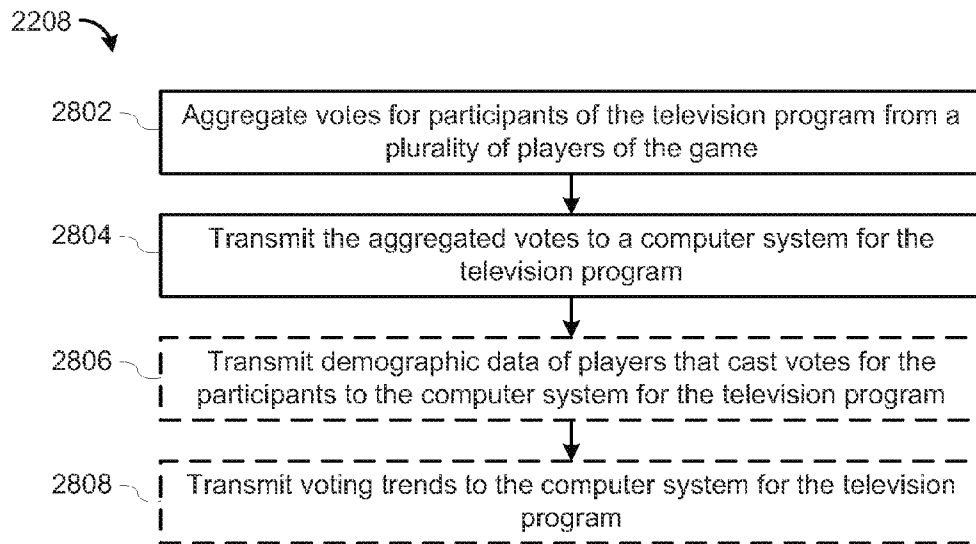 2208
2802
Aggregate votes for participants of the television program from a
plurality of players of the game
2804
Transmit the aggregated votes to a computer system for the
television program
2806
Transmit demographic data of players that cast votes for the
participants to the computer system for the television program
2808
Transmit voting trends to the computer system for the television
program